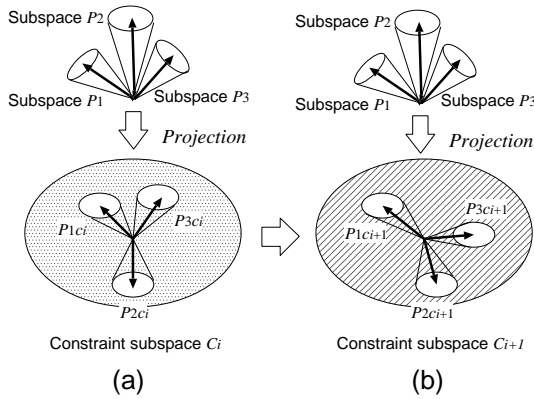 Subspace P2
Subspace P1
Subspace P3
Projection
P1ci
P3ci
P2ci
Constraint subspace Ci
(a)
Subspace P2
Subspace P1
Subspace P3
Projection
P1ci+1
P3ci+1
P2ci+1
Constraint subspace Ci+1
(b)